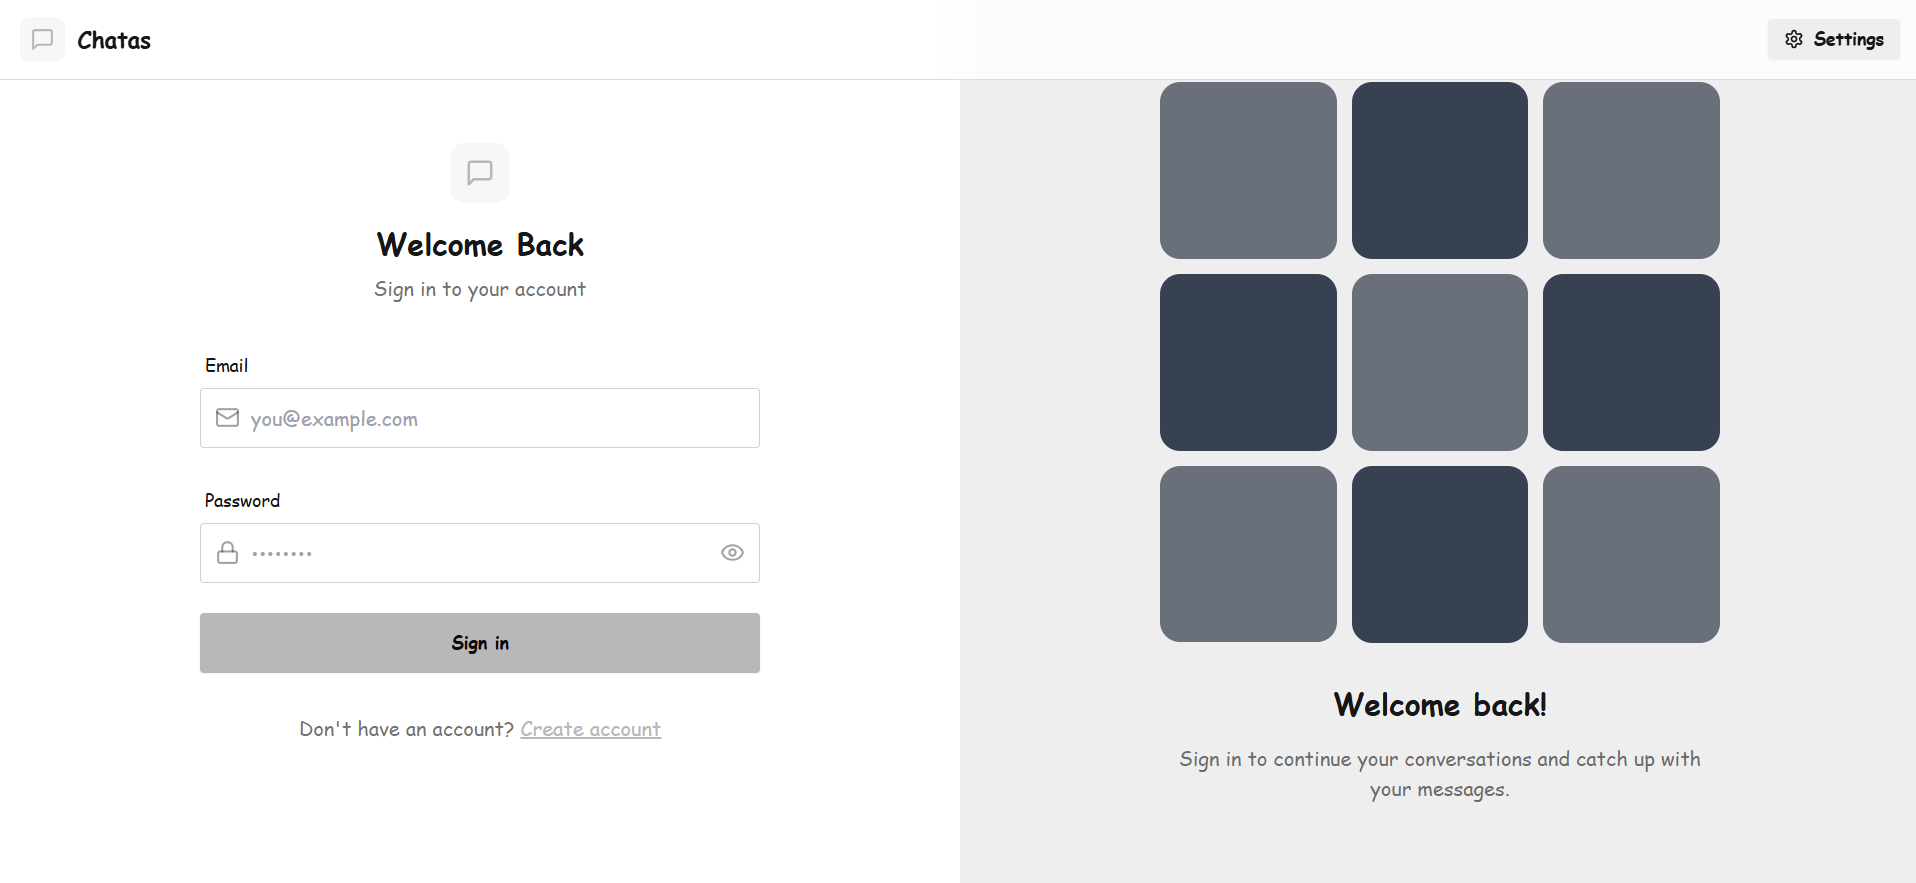 Chatas
Settings
Welcome Back
Sign in to your account
Email
you@example.com
Password
••••••••
Sign in
Don't have an account? Create account
Welcome back!
Sign in to continue your conversations and catch up with
your messages.